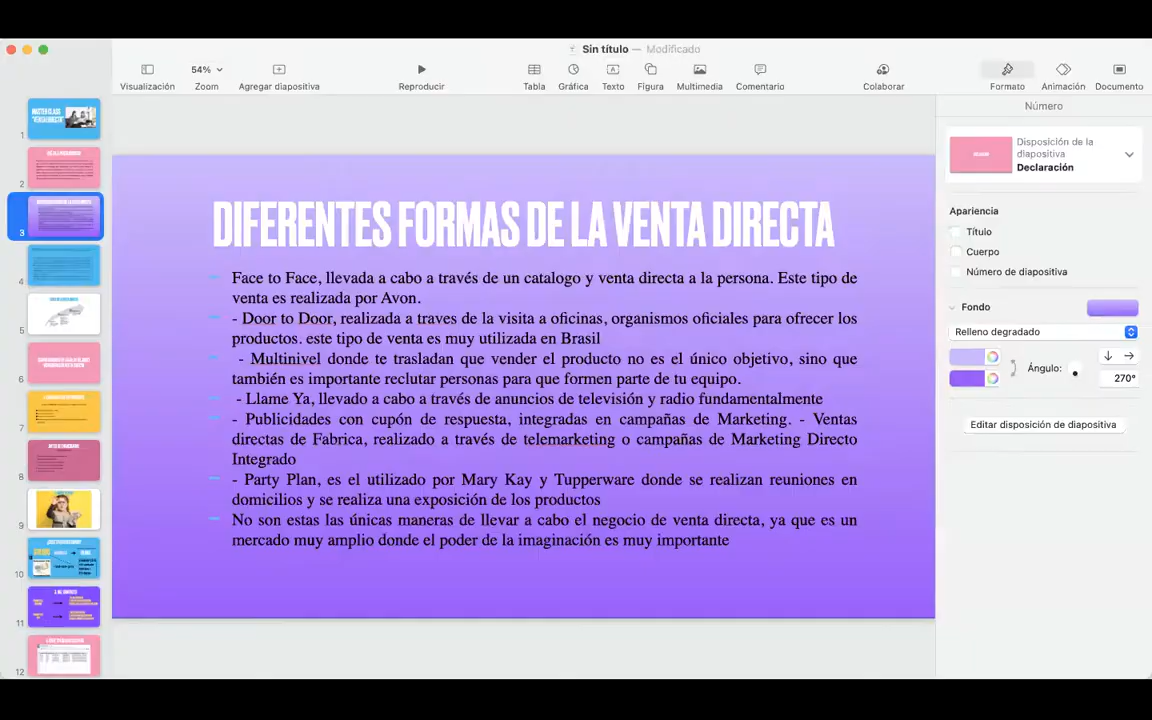 Sin título — Modificado
54%
Visualización Zoom Agregar diapositiva Reproducir Tabla Gráfica Texto Figura Multimedia Comentario Colaborar Formato Animación Documento
Número
Disposición de la
diapositiva
Declaración
Apariencia
Título
Cuerpo
Número de diapositiva
Fondo
Relleno degradado
Ángulo:
270°
Editar disposición de diapositiva
1
MASTER CLASS
"VENTA DIRECTA"
2
3
4
5
6
7
8
9
10
11
12
DIFERENTES FORMAS DE LA VENTA DIRECTA
Face to Face, llevada a cabo a través de un catalogo y venta directa a la persona. Este tipo de
venta es realizada por Avon.
- Door to Door, realizada a traves de la visita a oficinas, organismos oficiales para ofrecer los
productos. este tipo de venta es muy utilizada en Brasil
- Multinivel donde te trasladan que vender el producto no es el único objetivo, sino que
también es importante reclutar personas para que formen parte de tu equipo.
- Llame Ya, llevado a cabo a través de anuncios de televisión y radio fundamentalmente
- Publicidades con cupón de respuesta, integradas en campañas de Marketing. - Ventas
directas de Fabrica, realizado a través de telemarketing o campañas de Marketing Directo
Integrado
- Party Plan, es el utilizado por Mary Kay y Tupperware donde se realizan reuniones en
domicilios y se realiza una exposición de los productos
No son estas las únicas maneras de llevar a cabo el negocio de venta directa, ya que es un
mercado muy amplio donde el poder de la imaginación es muy importante